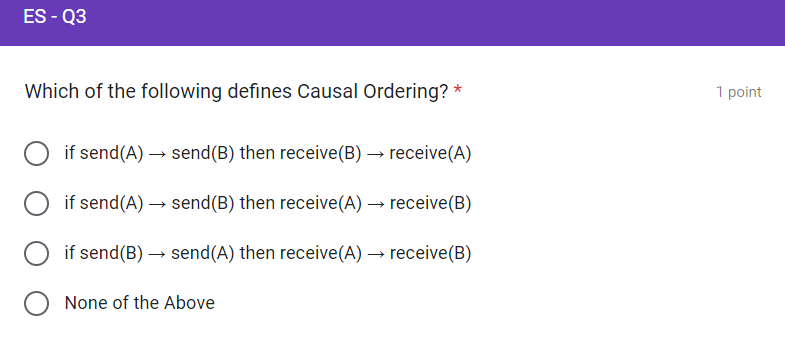 ES - Q3
Which of the following defines Causal Ordering? *
1 point
if send(A) → send(B) then receive(B) → receive(A)
if send(A) → send(B) then receive(A) → receive(B)
if send(B) → send(A) then receive(A) → receive(B)
None of the Above